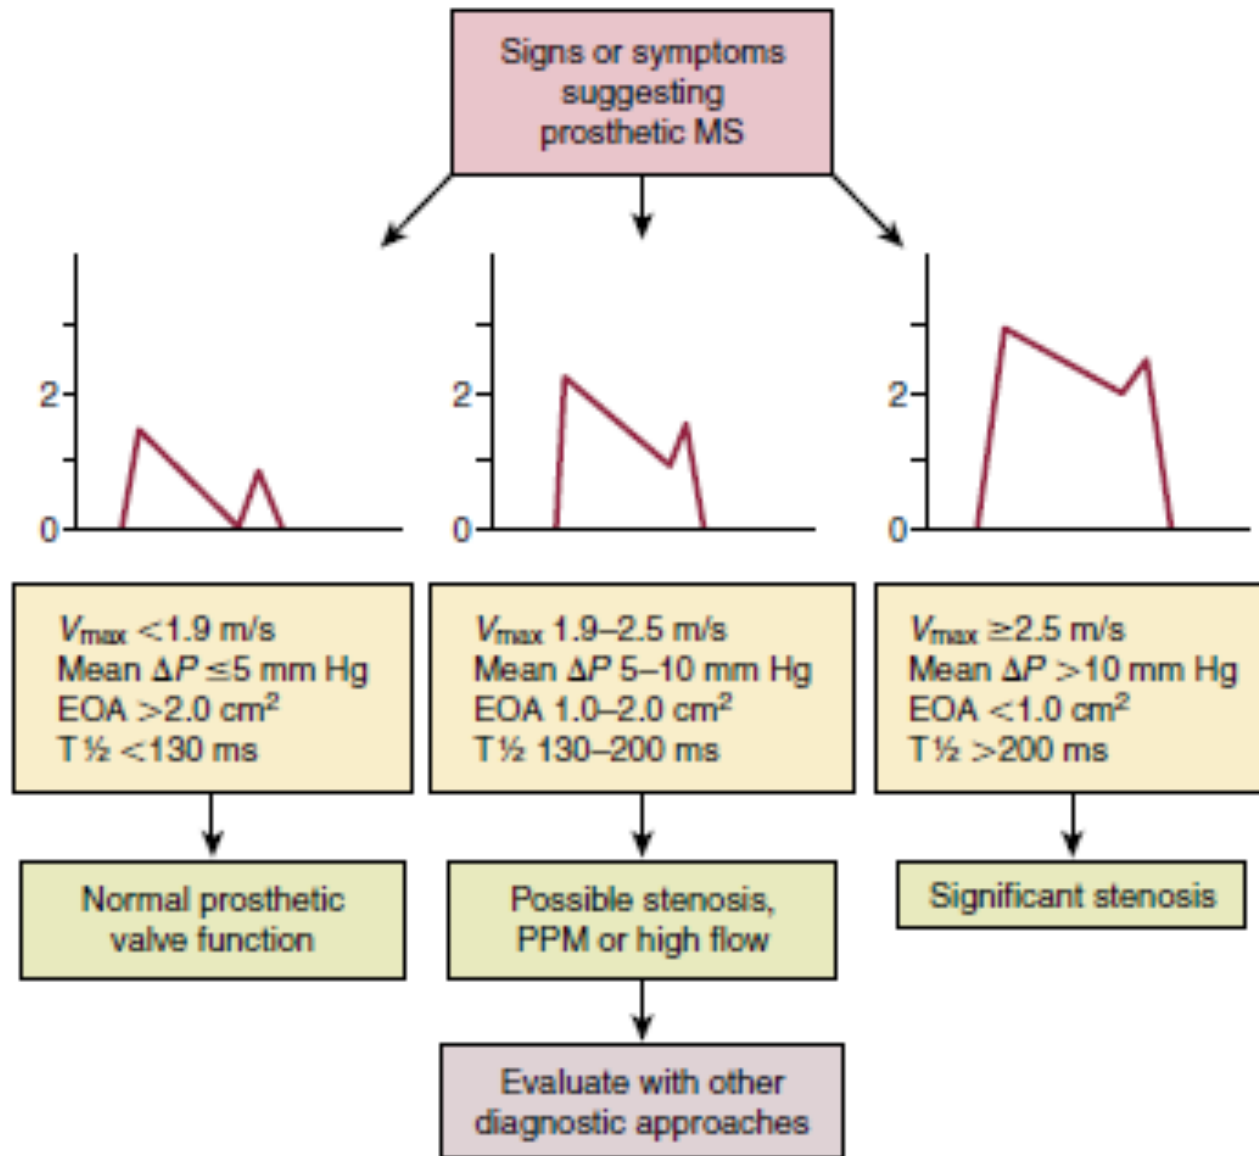 Signs or symptoms
suggesting
prosthetic MS
2
0
2
0
2
0
Vmax <1.9 m/s
Mean ΔP ≤5 mm Hg
EOA >2.0 cm²
T½ <130 ms
Vmax 1.9–2.5 m/s
Mean ΔP 5–10 mm Hg
EOA 1.0–2.0 cm²
T½ 130–200 ms
Vmax ≥2.5 m/s
Mean ΔP >10 mm Hg
EOA <1.0 cm²
T½ >200 ms
Normal prosthetic
valve function
Possible stenosis,
PPM or high flow
Significant stenosis
Evaluate with other
diagnostic approaches